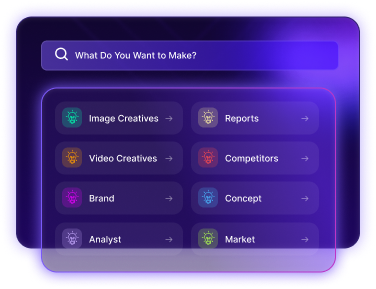 What Do You Want to Make?
Image Creatives →
Reports →
Video Creatives →
Competitors →
Brand →
Concept →
Analyst →
Market →